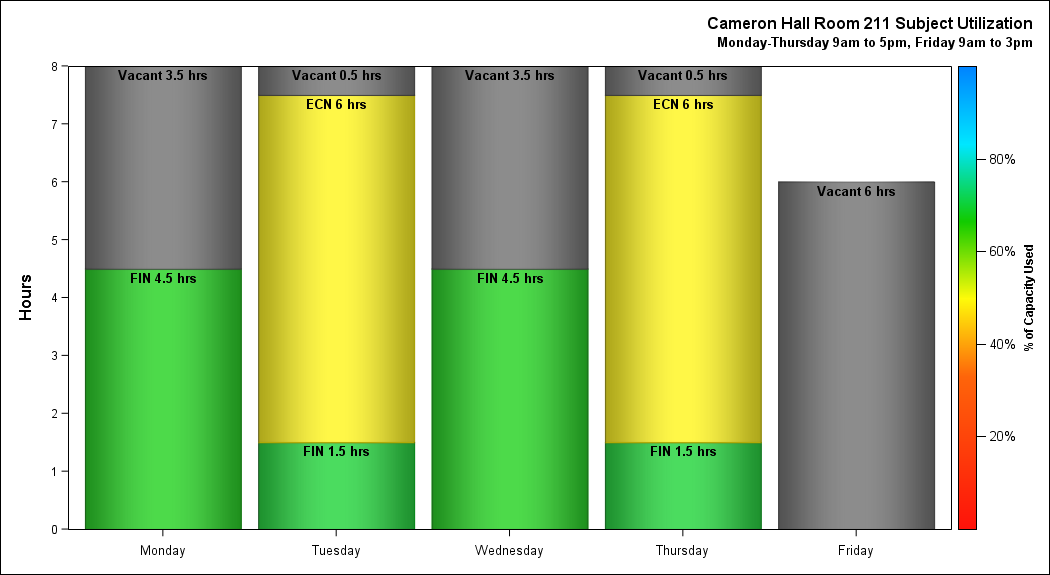 Cameron Hall Room 211 Subject Utilization
Monday-Thursday 9am to 5pm, Friday 9am to 3pm
Hours
8
7
6
5
4
3
2
1
0
Vacant 3.5 hrs
FIN 4.5 hrs
Vacant 0.5 hrs
ECN 6 hrs
FIN 1.5 hrs
Vacant 3.5 hrs
FIN 4.5 hrs
Vacant 0.5 hrs
ECN 6 hrs
FIN 1.5 hrs
Vacant 6 hrs
Monday
Tuesday
Wednesday
Thursday
Friday
80%
60%
40%
20%
% of Capacity Used